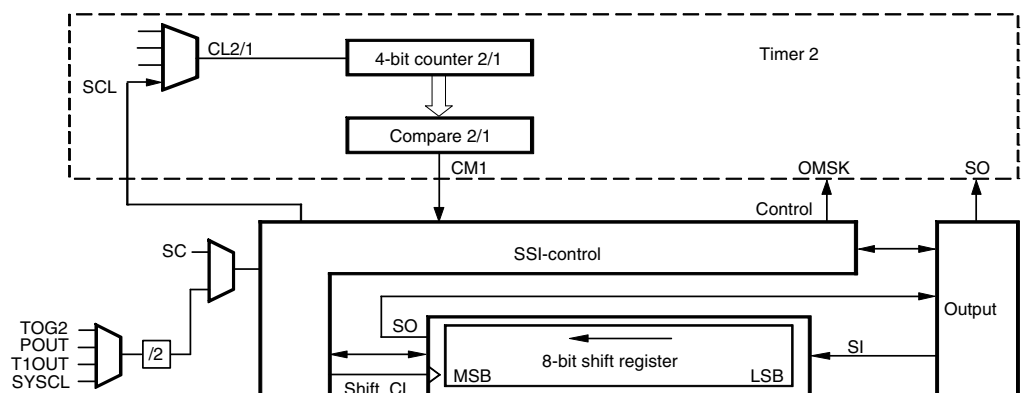 CL2/1
4-bit counter 2/1
Timer 2
SCL
Compare 2/1
CM1
OMSK
SO
Control
SC
SSI-control
TOG2
POUT
T1OUT
SYSCL
/2
SO
Output
8-bit shift register
SI
MSB
LSB
Shift_CL